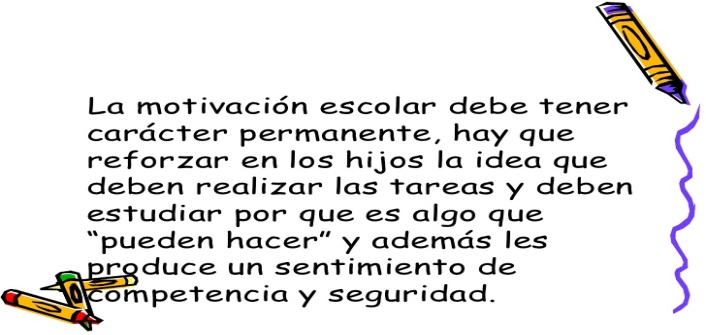 La motivación escolar debe tener
carácter permanente, hay que
reforzar en los hijos la idea que
deben realizar las tareas y deben
estudiar por que es algo que
“pueden hacer” y además les
produce un sentimiento de
competencia y seguridad.